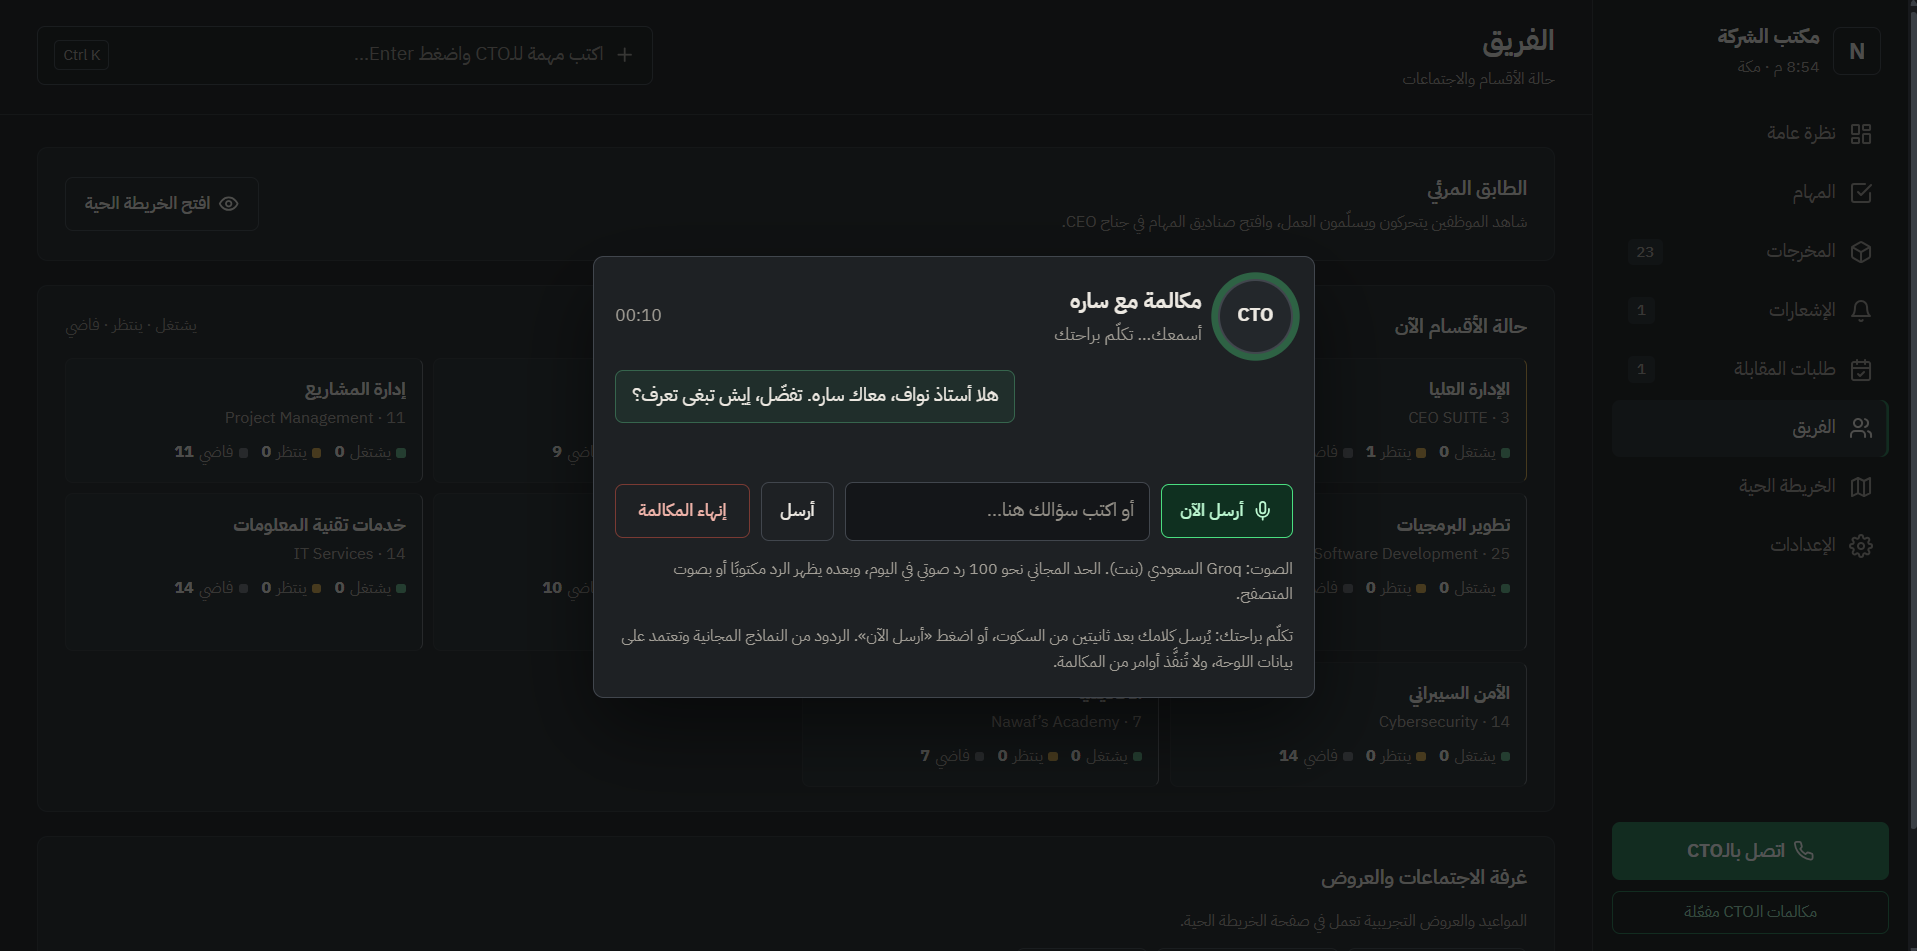 مكتب الشركة
8:54 م · مكة
N
نظرة عامة
المهام
المخرجات
23
الإشعارات
1
طلبات المقابلة
1
الفريق
الخريطة الحية
الإعدادات
اتصل بالـCTO
مكالمات الـCTO مفعّلة
الفريق
حالة الأقسام والاجتماعات
اكتب مهمة للـCTO واضغط Enter...
Ctrl K
الطابق المرئي
شاهد الموظفين يتحركون ويسلّمون العمل، وافتح صناديق المهام في جناح CEO.
افتح الخريطة الحية
حالة الأقسام الآن
يشتغل · ينتظر · فاضي
الإدارة العليا
CEO SUITE · 3
يشتغل 0 ينتظر 1
إدارة المشاريع
Project Management · 11
يشتغل 0 ينتظر 0 فاضي 11
9
تطوير البرمجيات
Software Development · 25
يشتغل 0 ينتظر 0
خدمات تقنية المعلومات
IT Services · 14
يشتغل 0 ينتظر 0 فاضي 14
10
الأمن السيبراني
Cybersecurity · 14
يشتغل 0 ينتظر 0 فاضي 14
Nawaf's Academy · 7
يشتغل 0 ينتظر 0 فاضي 7
غرفة الاجتماعات والعروض
المواعيد والعروض التجريبية تعمل في صفحة الخريطة الحية.
CTO
مكالمة مع ساره
أسمعك... تكلّم براحتك
00:10
هلا أستاذ نواف، معاك ساره. تفضّل، إيش تبغى تعرف؟
أرسل الآن
أو اكتب سؤالك هنا...
أرسل
إنهاء المكالمة
الصوت: Groq السعودي (بنت). الحد المجاني نحو 100 رد صوتي في اليوم، وبعده يظهر الرد مكتوبًا أو بصوت
المتصفح.
تكلّم براحتك: يُرسل كلامك بعد ثانيتين من السكوت، أو اضغط «أرسل الآن». الردود من النماذج المجانية وتعتمد على
بيانات اللوحة، ولا تُنفَّذ أوامر من المكالمة.